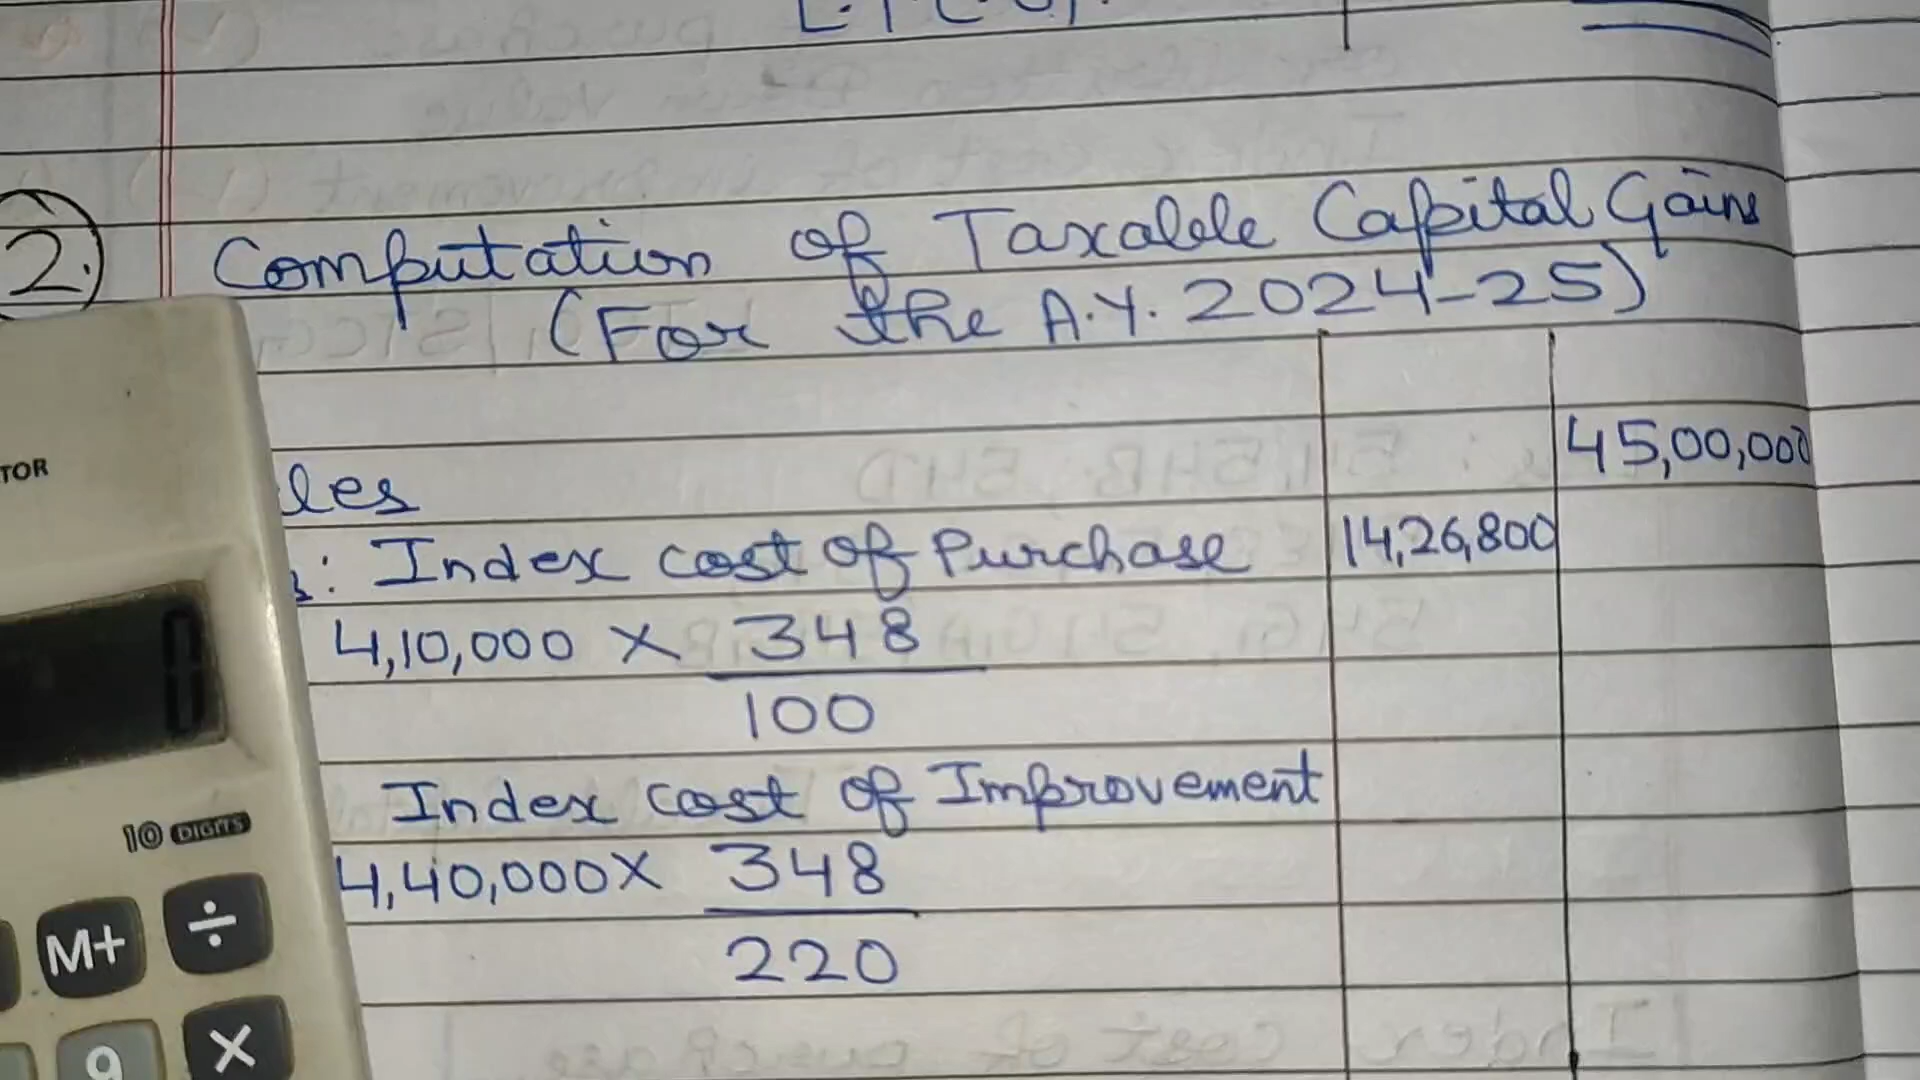 2.
Computation of Taxable Capital Gains
(For the A.Y. 2024-25)
les 45,00,000
: Index cost of Purchase 14,26,800
4,10,000 × 348
100
Index cost of Improvement
4,40,000 × 348
220
TOR
10 DIGITS
M+ ÷
9 ×